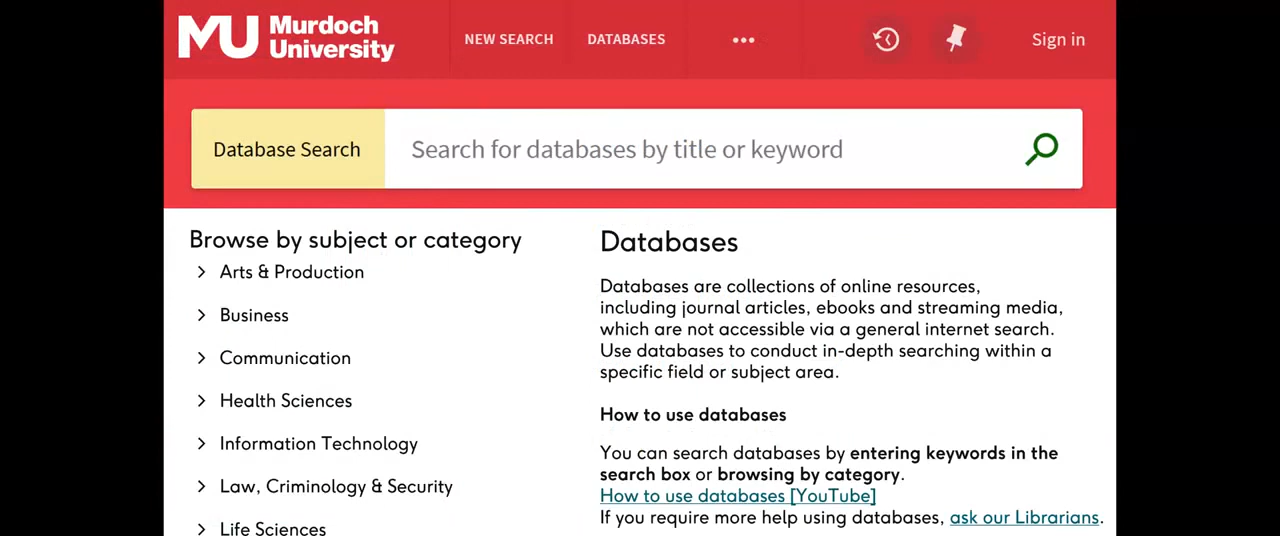 MU Murdoch
University
NEW SEARCH
DATABASES
•••
Sign in
Database Search
Search for databases by title or keyword
Browse by subject or category
> Arts & Production
> Business
> Communication
> Health Sciences
> Information Technology
> Law, Criminology & Security
> Life Sciences
Databases
Databases are collections of online resources,
including journal articles, ebooks and streaming media,
which are not accessible via a general internet search.
Use databases to conduct in-depth searching within a
specific field or subject area.
How to use databases
You can search databases by entering keywords in the
search box or browsing by category.
How to use databases [YouTube]
If you require more help using databases, ask our Librarians.